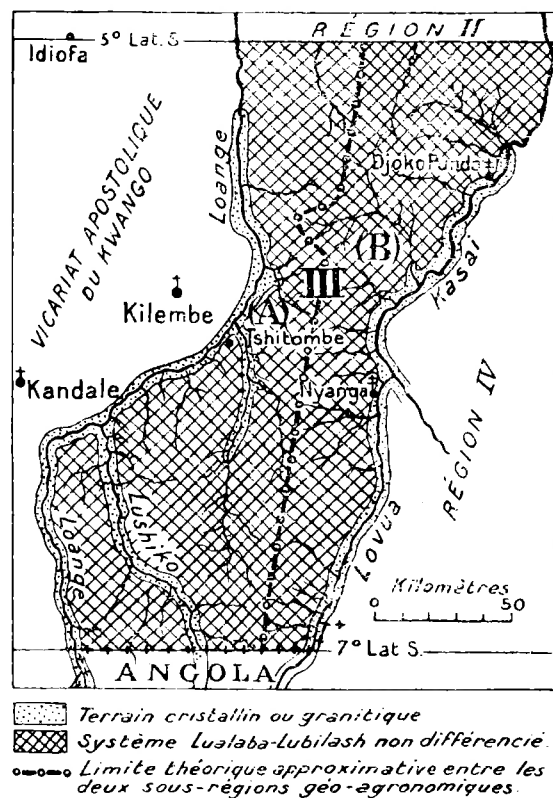 RÉGION II
5° Lat. S.
Idiofa
Loange
Djoko Punda
VICARIAT APOSTOLIQUE
DU KWANGO
(B)
Kasai
III
Kilembe
(A)
Tshitombe
Kandale
Nyanga
RÉGION IV
Lushiko
Loange
Lovua
Kilomètres
0 50
7° Lat S.
ANGOLA
Terrain cristallin ou granitique
Système Lualaba-Lubilash non différencié.
Limite théorique approximative entre les
deux sous-régions géo-agronomiques.